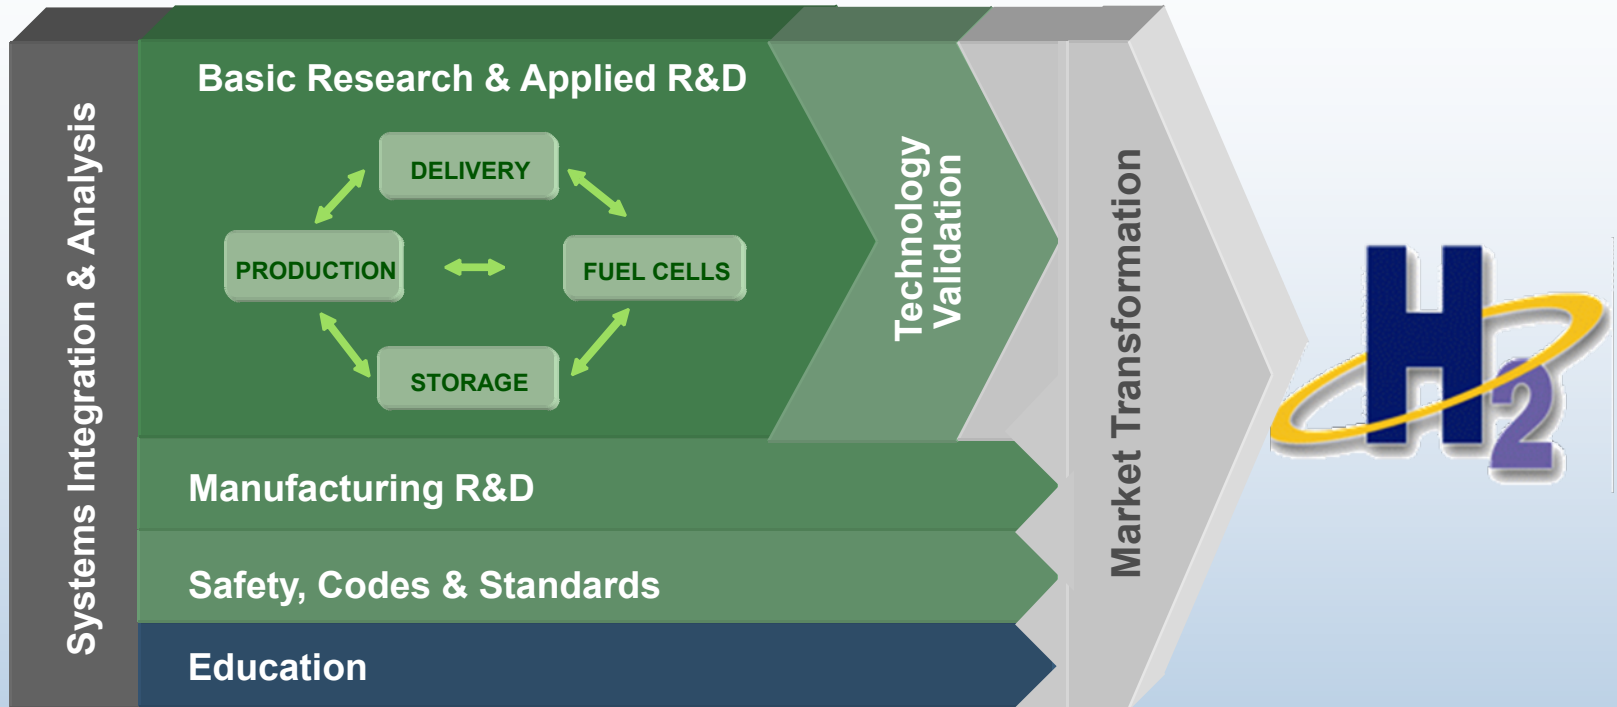 Systems Integration & Analysis
Basic Research & Applied R&D
DELIVERY
PRODUCTION
FUEL CELLS
STORAGE
Technology
Validation
Manufacturing R&D
Safety, Codes & Standards
Education
Market Transformation
H2